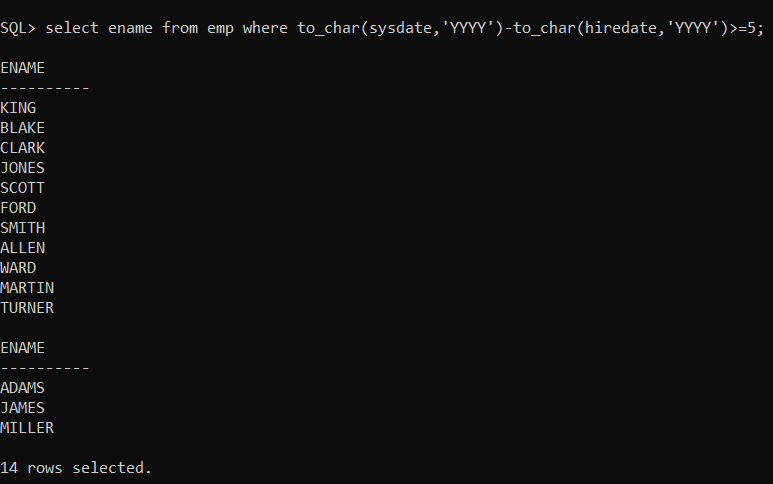 SQL> select ename from emp where to_char(sysdate,'YYYY')-to_char(hiredate,'YYYY')>=5;
ENAME
----------
KING
BLAKE
CLARK
JONES
SCOTT
FORD
SMITH
ALLEN
WARD
MARTIN
TURNER
ENAME
----------
ADAMS
JAMES
MILLER
14 rows selected.